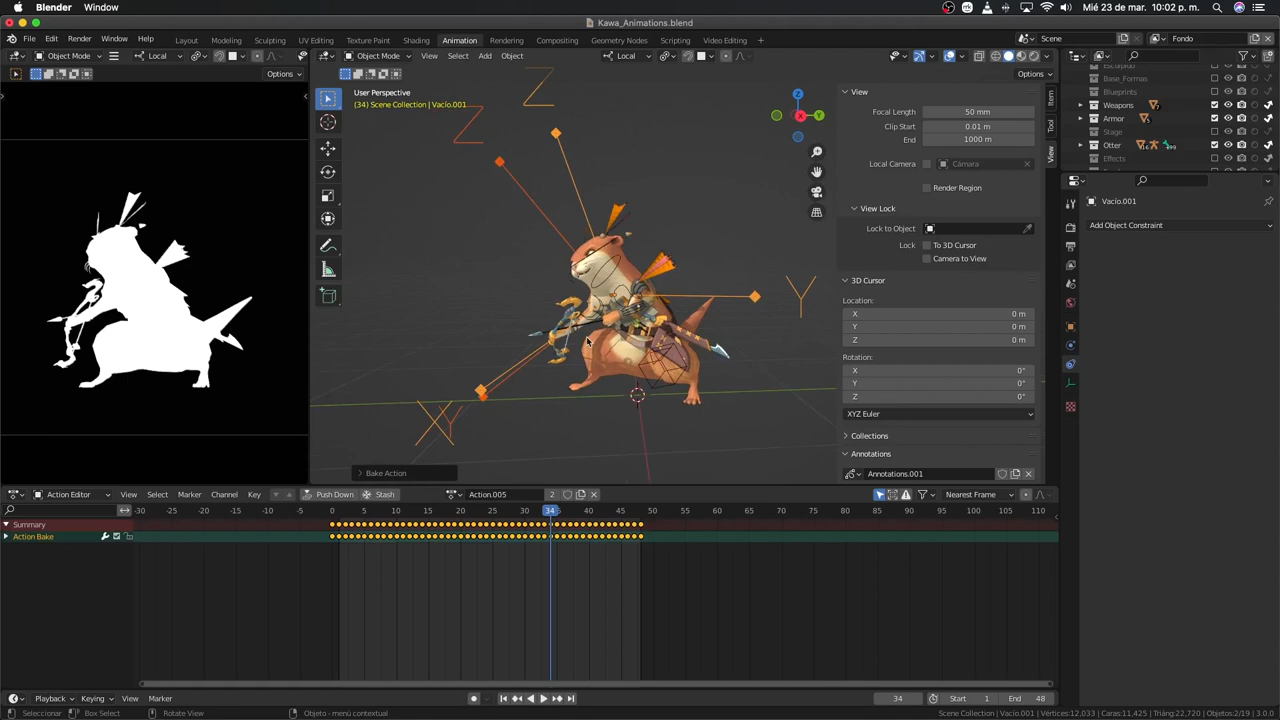 Blender Window Mié 23 de mar. 10:02 p. m.
Kawa_Animations.blend
File Edit Render Window Help Layout Modeling Sculpting UV Editing Texture Paint Shading Animation Rendering Compositing Geometry Nodes Scripting Video Editing + Scene Fondo
Object Mode Local Object Mode View Select Add Object Local
Options Options
User Perspective
(34) Scene Collection | Vacío.001
Z
Z
Y
X
Y
View
Focal Length 50 mm
Clip Start 0.01 m
End 1000 m
Local Camera Cámara
Render Region
View Lock
Lock to Object
Lock To 3D Cursor
Camera to View
3D Cursor
Location:
X 0 m
Y 0 m
Z 0 m
Rotation:
X 0°
Y 0°
Z 0°
XYZ Euler
Collections
Annotations
Annotations.001
Item
Tool
View
Base_Formas
Blueprints
Weapons
Armor
Stage
Otter
Effects
Vacío.001
Add Object Constraint
Bake Action
Action Editor View Select Marker Channel Key Push Down Stash Action.005 2 Nearest Frame
-30 -25 -20 -15 -10 -5 0 5 10 15 20 25 30 34 40 45 50 55 60 65 70 75 80 85 90 95 100 105 110
Summary
Action Bake
Playback Keying View Marker 34 Start 1 End 48
Seleccionar Box Select Rotate View Objeto - menú contextual Scene Collection | Vacío.001 | Vértices:12,033 | Caras:11,425 | Triáng:22,720 | Objetos:2/19 | 3.0.0